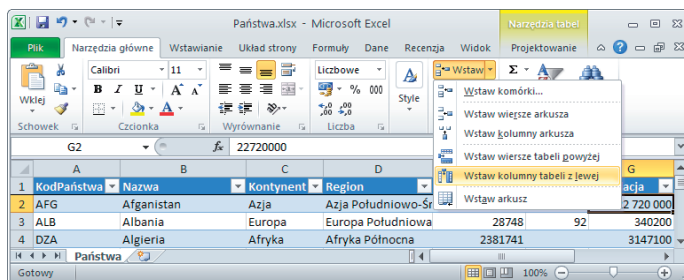 Państwa.xlsx - Microsoft Excel Narzędzia tabel
Plik Narzędzia główne Wstawianie Układ strony Formuły Dane Recenzja Widok Projektowanie
Wklej Calibri 11 Liczbowe Style Wstaw Σ
B I U A A % 000
Schowek Czcionka Wyrównanie Liczba
Wstaw komórki...
Wstaw wiersze arkusza
Wstaw kolumny arkusza
Wstaw wiersze tabeli powyżej
Wstaw kolumny tabeli z lewej
Wstaw arkusz
G2 fx 22720000
A B C D G
1 KodPaństwa Nazwa Kontynent Region acja
2 AFG Afganistan Azja Azja Południowo-Śr 2 720 000
3 ALB Albania Europa Europa Południowa 28748 92 340200
4 DZA Algieria Afryka Afryka Północna 2381741 3147100
Państwa
Gotowy 100%